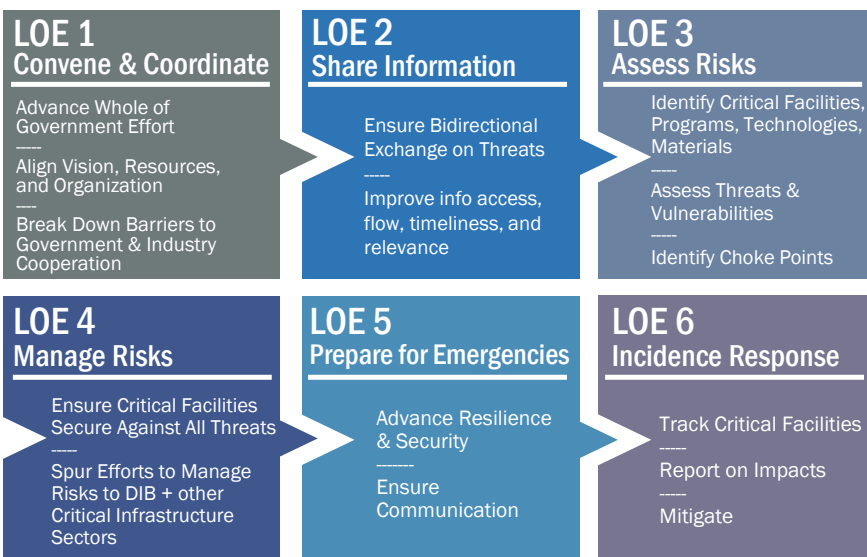 LOE 1
Convene & Coordinate
Advance Whole of
Government Effort
-----
Align Vision, Resources,
and Organization
----
Break Down Barriers to
Government & Industry
Cooperation
LOE 2
Share Information
Ensure Bidirectional
Exchange on Threats
-----
Improve info access,
flow, timeliness, and
relevance
LOE 3
Assess Risks
Identify Critical Facilities,
Programs, Technologies,
Materials
-----
Assess Threats &
Vulnerabilities
-----
Identify Choke Points
LOE 4
Manage Risks
Ensure Critical Facilities
Secure Against All Threats
-----
Spur Efforts to Manage
Risks to DIB + other
Critical Infrastructure
Sectors
LOE 5
Prepare for Emergencies
Advance Resilience
& Security
-------
Ensure
Communication
LOE 6
Incidence Response
Track Critical Facilities
-----
Report on Impacts
-----
Mitigate